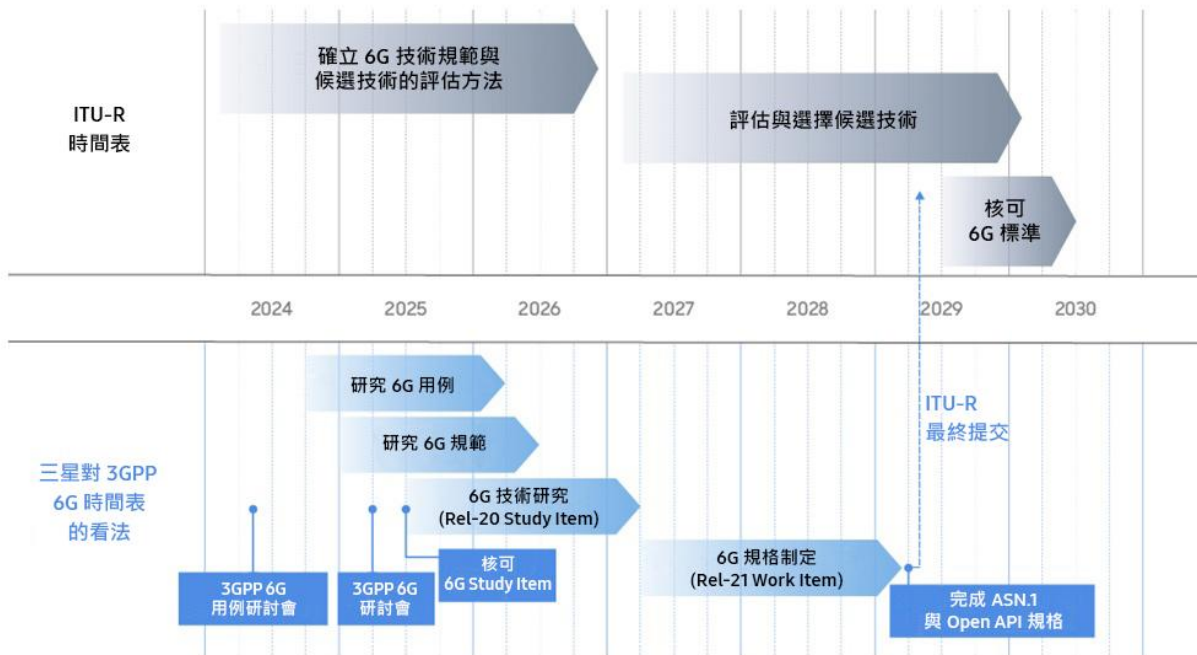 確立 6G 技術規範與
候選技術的評估方法
ITU-R
時間表
評估與選擇候選技術
核可
6G 標準
2024
2025
2026
2027
2028
2029
2030
研究 6G 用例
ITU-R
最終提交
研究 6G 規範
三星對 3GPP
6G 時間表
的看法
6G 技術研究
(Rel-20 Study Item)
6G 規格制定
(Rel-21 Work Item)
核可
6G Study Item
3GPP 6G
用例研討會
3GPP 6G
研討會
完成 ASN.1
與 Open API 規格